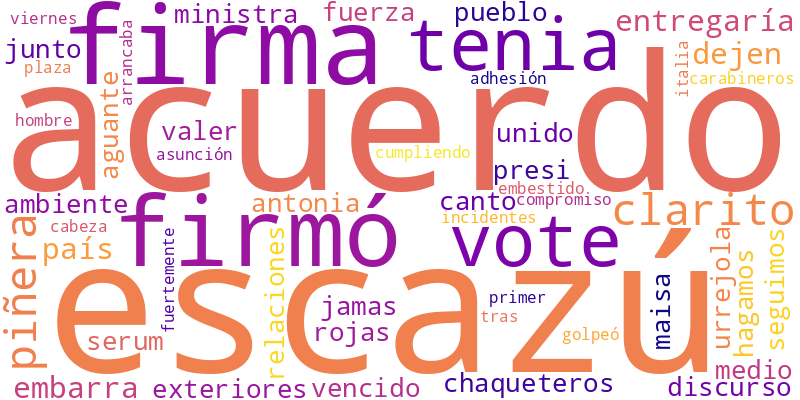 viernes
ministra
fuerza
pueblo
entregaría
junto
firma
tenia
dejen
plaza
arrancaba
adhesión
italia
carabineros
acuerdo
hombre
aguante
valer
unido
asunción
cumpliendo
presi
embestido
ambiente
antonia
canto
compromiso
cabeza
firmó
incidentes
clarito
piñera
país
fuertemente
relaciones
vote
urrejola
hagamos
seguimos
escazú
jamas
primer
maisa
serum
rojas
tras
golpeó
medio
embarra
exteriores
vencido
chaqueteros
discurso